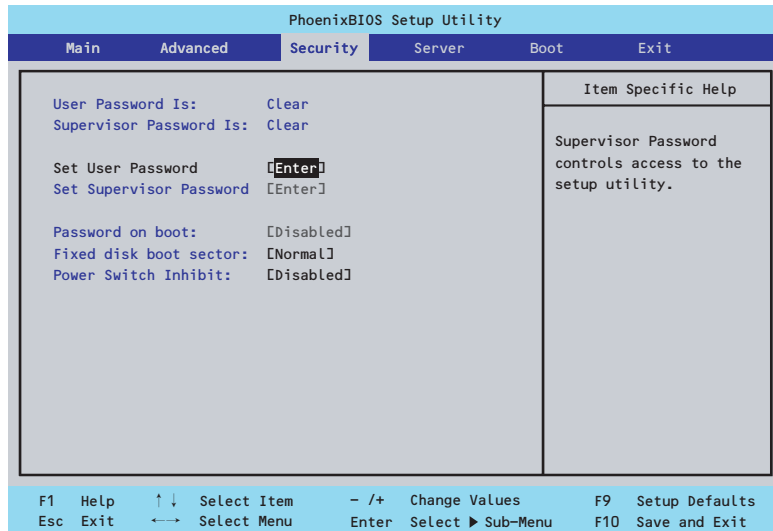 PhoenixBIOS Setup Utility
Main Advanced Security Server Boot Exit
User Password Is: Clear
Supervisor Password Is: Clear
Set User Password [Enter]
Set Supervisor Password [Enter]
Password on boot: [Disabled]
Fixed disk boot sector: [Normal]
Power Switch Inhibit: [Disabled]
Item Specific Help
Supervisor Password
controls access to the
setup utility.
F1 Help ↑↓ Select Item – /+ Change Values F9 Setup Defaults
Esc Exit ←→ Select Menu Enter Select ▶ Sub–Menu F10 Save and Exit